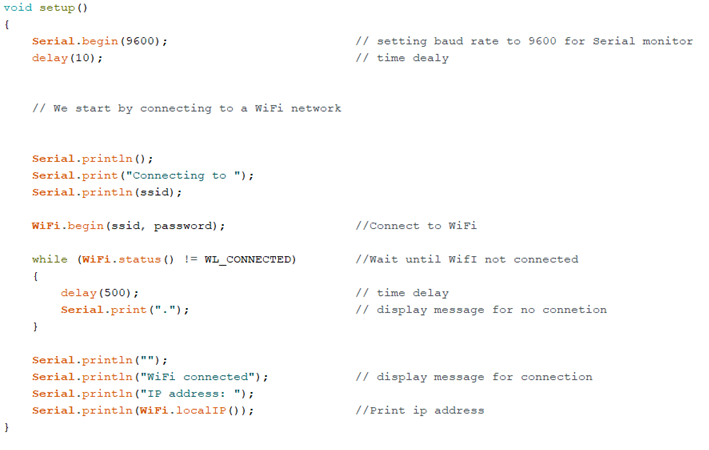 void setup()
{
Serial.begin(9600); // setting baud rate to 9600 for Serial monitor
delay(10); // time dealy
// We start by connecting to a WiFi network
Serial.println();
Serial.print("Connecting to ");
Serial.println(ssid);
WiFi.begin(ssid, password); //Connect to WiFi
while (WiFi.status() != WL_CONNECTED) //Wait until WifI not connected
{
delay(500); // time delay
Serial.print("."); // display message for no connetion
}
Serial.println("");
Serial.println("WiFi connected"); // display message for connection
Serial.println("IP address: ");
Serial.println(WiFi.localIP()); //Print ip address
}